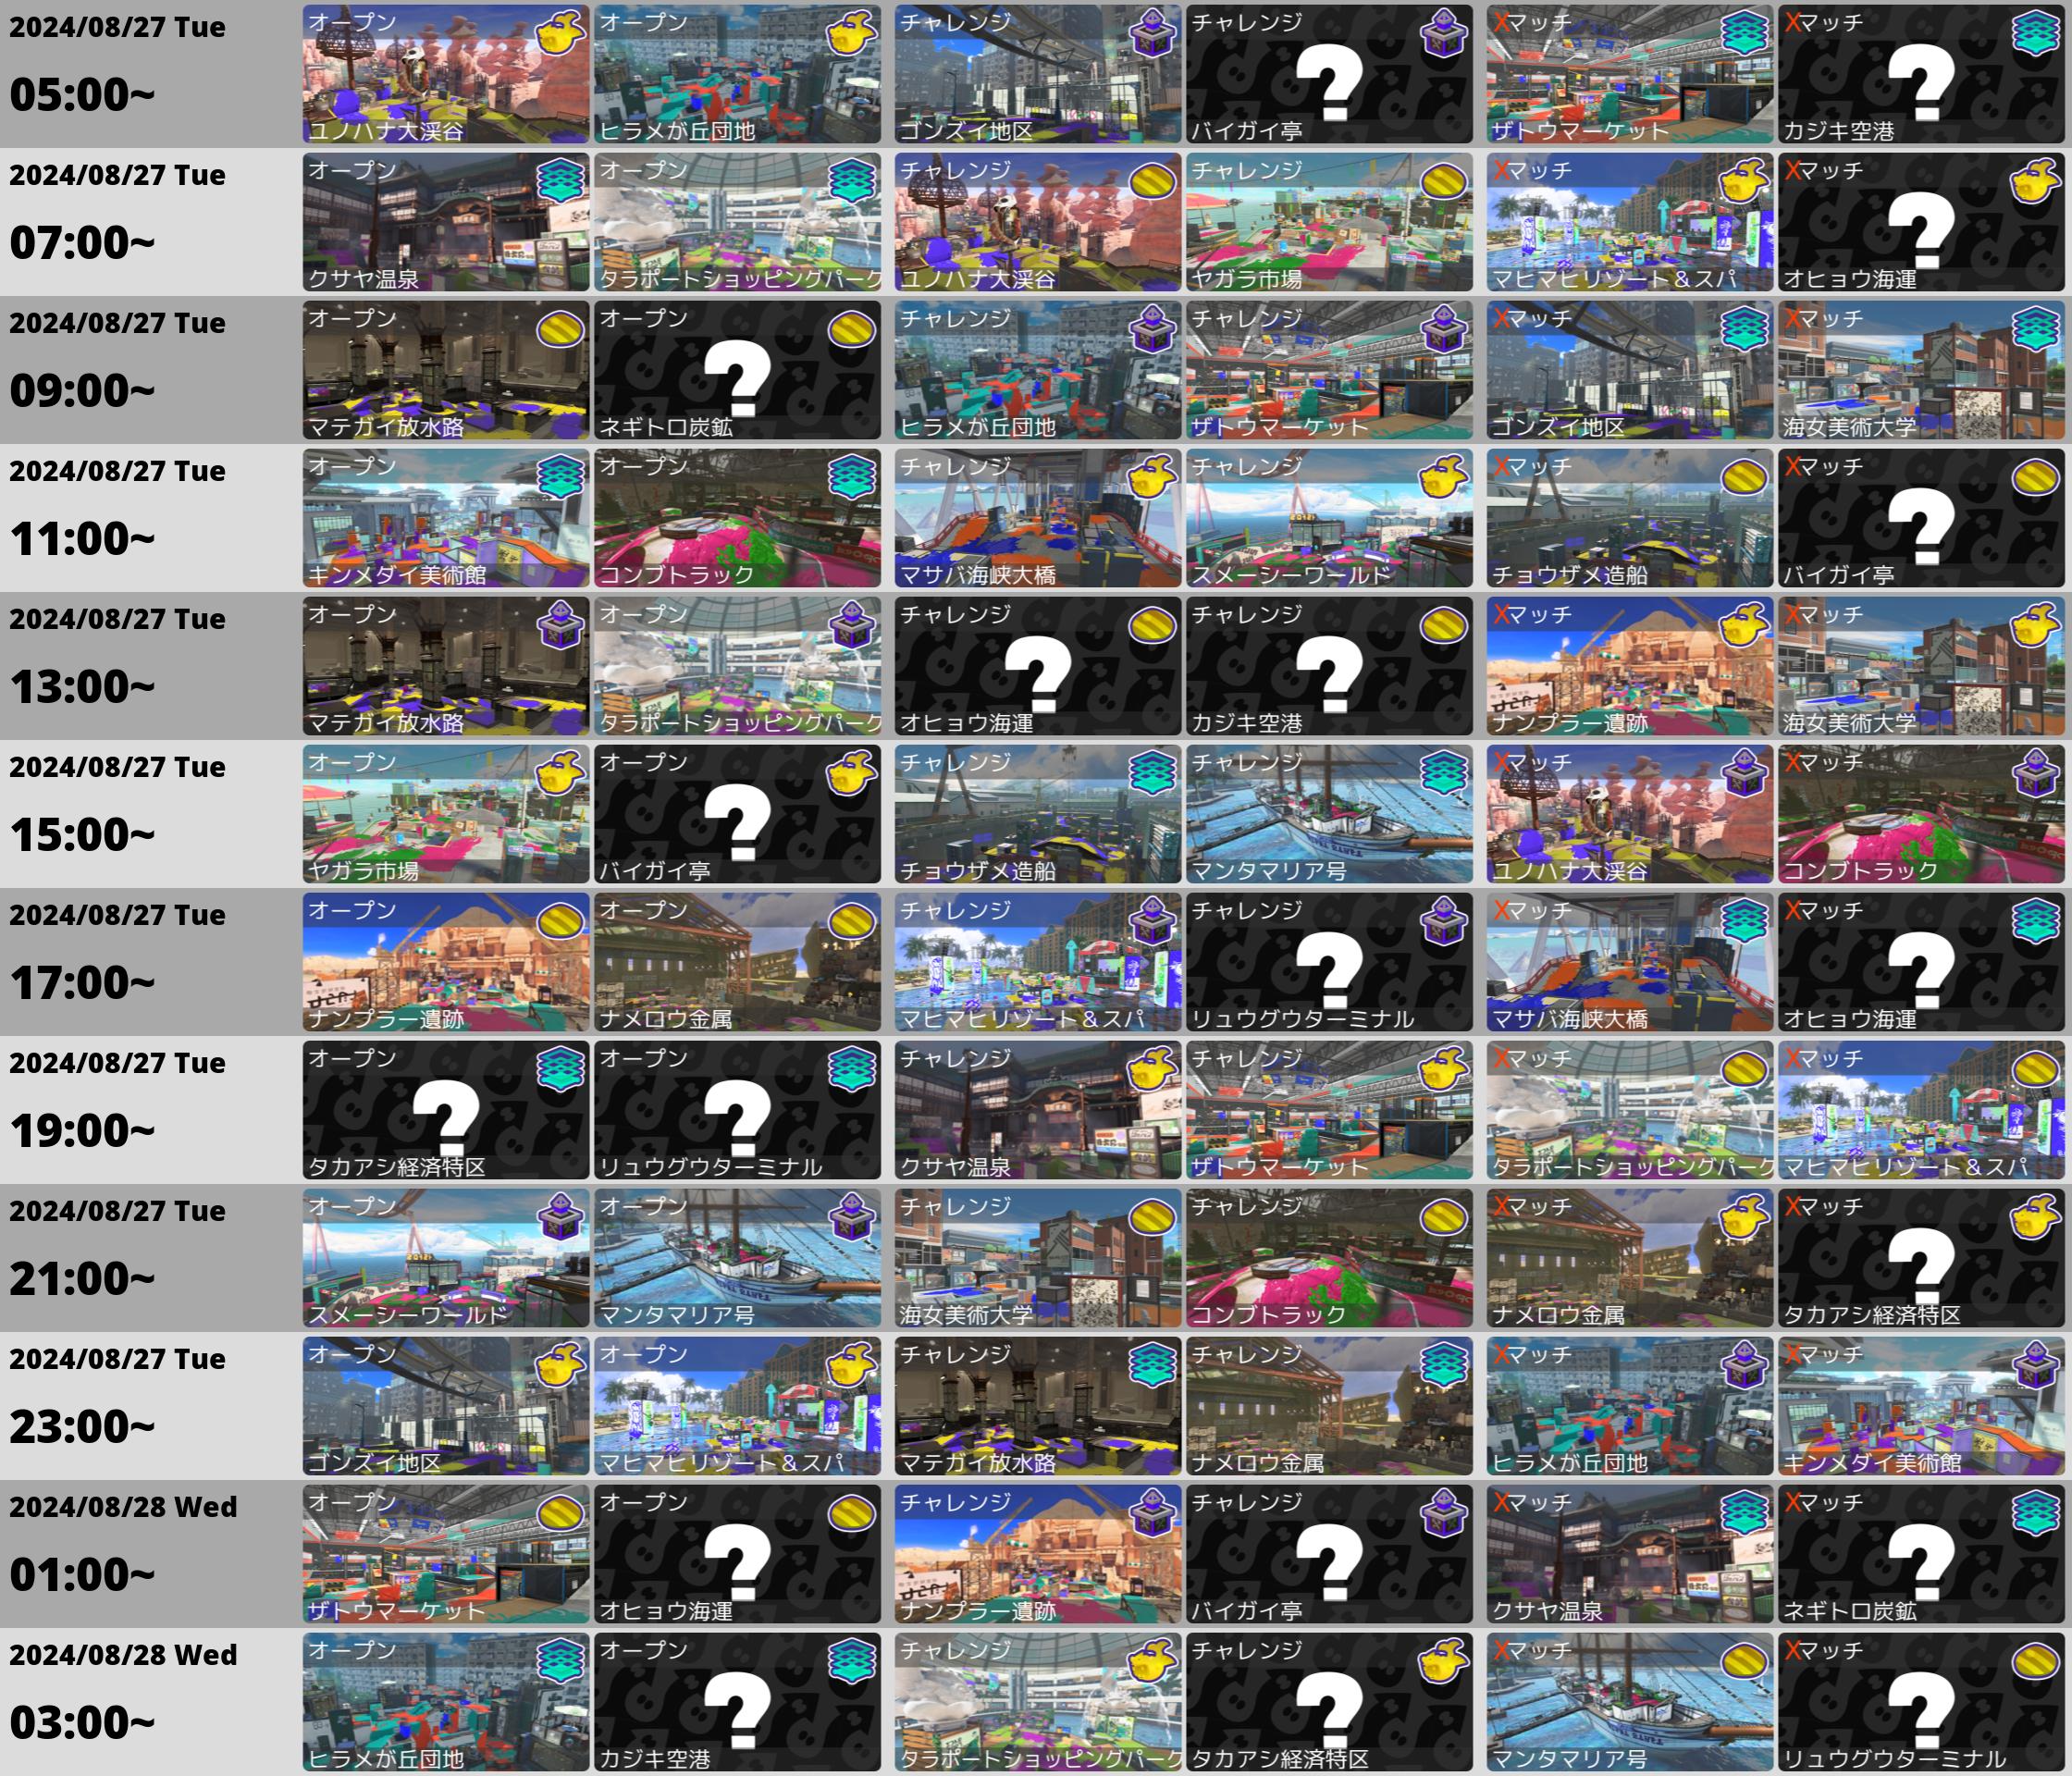 2024/08/27 Tue
05:00~
オープン
ユノハナ大渓谷
オープン
ヒラメが丘団地
チャレンジ
ゴンズイ地区
チャレンジ
バイガイ亭
Xマッチ
ザトウマーケット
Xマッチ
カジキ空港
2024/08/27 Tue
07:00~
オープン
クサヤ温泉
オープン
タラポートショッピングパーク
チャレンジ
ユノハナ大渓谷
チャレンジ
ヤガラ市場
Xマッチ
マヒマヒリゾート&スパ
Xマッチ
オヒョウ海運
2024/08/27 Tue
09:00~
オープン
マテガイ放水路
オープン
ネギトロ炭鉱
チャレンジ
ヒラメが丘団地
チャレンジ
ザトウマーケット
Xマッチ
ゴンズイ地区
Xマッチ
海女美術大学
2024/08/27 Tue
11:00~
オープン
キンメダイ美術館
オープン
コンブトラック
チャレンジ
マサバ海峡大橋
チャレンジ
スメーシーワールド
Xマッチ
チョウザメ造船
Xマッチ
バイガイ亭
2024/08/27 Tue
13:00~
オープン
マテガイ放水路
オープン
タラポートショッピングパーク
チャレンジ
オヒョウ海運
チャレンジ
カジキ空港
Xマッチ
ナンプラー遺跡
Xマッチ
海女美術大学
2024/08/27 Tue
15:00~
オープン
ヤガラ市場
オープン
バイガイ亭
チャレンジ
チョウザメ造船
チャレンジ
マンタマリア号
Xマッチ
ユノハナ大渓谷
Xマッチ
コンブトラック
2024/08/27 Tue
17:00~
オープン
ナンプラー遺跡
オープン
ナメロウ金属
チャレンジ
マヒマヒリゾート&スパ
チャレンジ
リュウグウターミナル
Xマッチ
マサバ海峡大橋
Xマッチ
オヒョウ海運
2024/08/27 Tue
19:00~
オープン
タカアシ経済特区
オープン
リュウグウターミナル
チャレンジ
クサヤ温泉
チャレンジ
ザトウマーケット
Xマッチ
タラポートショッピングパーク
Xマッチ
マヒマヒリゾート&スパ
2024/08/27 Tue
21:00~
オープン
スメーシーワールド
オープン
マンタマリア号
チャレンジ
海女美術大学
チャレンジ
コンブトラック
Xマッチ
ナメロウ金属
Xマッチ
タカアシ経済特区
2024/08/27 Tue
23:00~
オープン
ゴンズイ地区
オープン
マヒマヒリゾート&スパ
チャレンジ
マテガイ放水路
チャレンジ
ナメロウ金属
Xマッチ
ヒラメが丘団地
Xマッチ
キンメダイ美術館
2024/08/28 Wed
01:00~
オープン
ザトウマーケット
オープン
オヒョウ海運
チャレンジ
ナンプラー遺跡
チャレンジ
バイガイ亭
Xマッチ
クサヤ温泉
Xマッチ
ネギトロ炭鉱
2024/08/28 Wed
03:00~
オープン
ヒラメが丘団地
オープン
カジキ空港
チャレンジ
タラポートショッピングパーク
チャレンジ
タカアシ経済特区
Xマッチ
マンタマリア号
Xマッチ
リュウグウターミナル